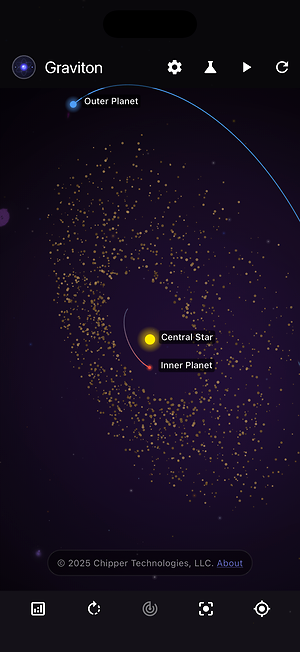 Graviton
Outer Planet
Central Star
Inner Planet
© 2025 Chipper Technologies, LLC. About